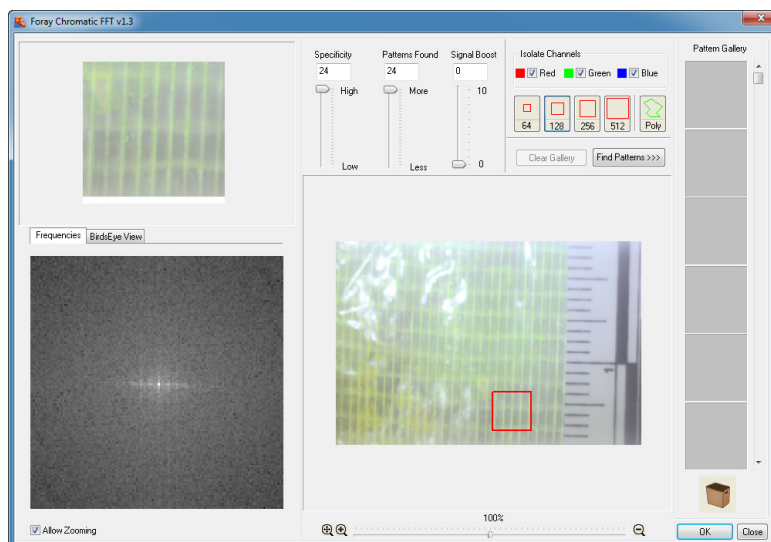 Foray Chromatic FFT v1.3
Specificity
24
High
Low
Patterns Found
24
More
Less
Signal Boost
0
10
0
Isolate Channels
Red Green Blue
64 128 256 512 Poly
Clear Gallery Find Patterns >>>
Pattern Gallery
Frequencies BirdsEye View
1
Allow Zooming
100%
OK Close